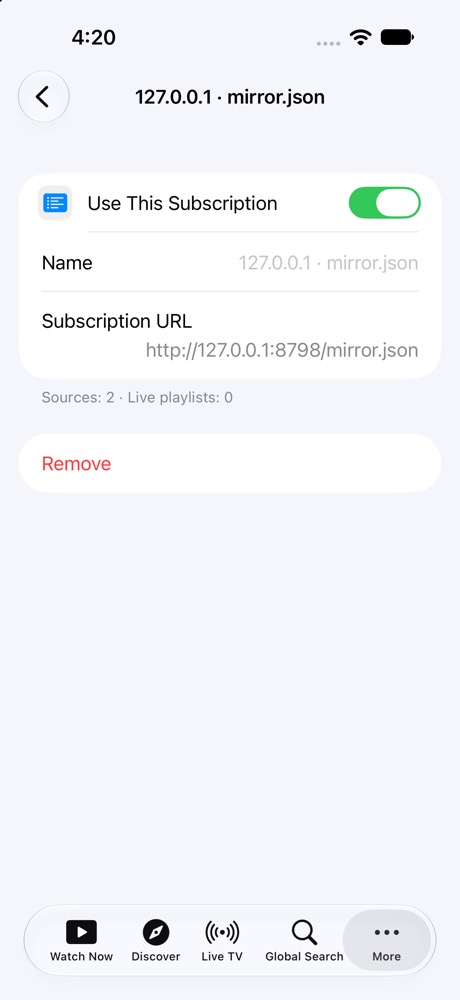 4:20
127.0.0.1 · mirror.json
Use This Subscription
Name
127.0.0.1 · mirror.json
Subscription URL
http://127.0.0.1:8798/mirror.json
Sources: 2 · Live playlists: 0
Remove
Watch Now
Discover
Live TV
Global Search
More